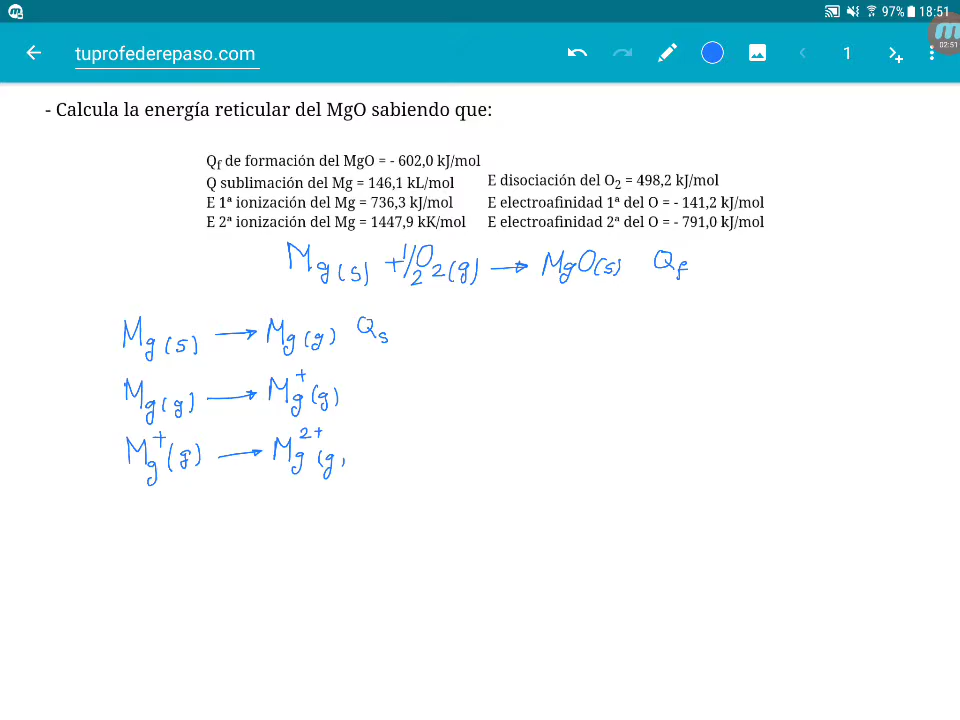 97% 18:51
02:51
tuprofederepaso.com
1
- Calcula la energía reticular del MgO sabiendo que:
Qf de formación del MgO = - 602,0 kJ/mol
Q sublimación del Mg = 146,1 kL/mol
E 1ª ionización del Mg = 736,3 kJ/mol
E 2ª ionización del Mg = 1447,9 kK/mol
E disociación del O2 = 498,2 kJ/mol
E electroafinidad 1ª del O = - 141,2 kJ/mol
E electroafinidad 2ª del O = - 791,0 kJ/mol
Mg(s) + 1/2 O2(g) → MgO(s) Qf
Mg(s) → Mg(g) Qs
Mg(g) → Mg+(g)
Mg+(g) → Mg2+(g,